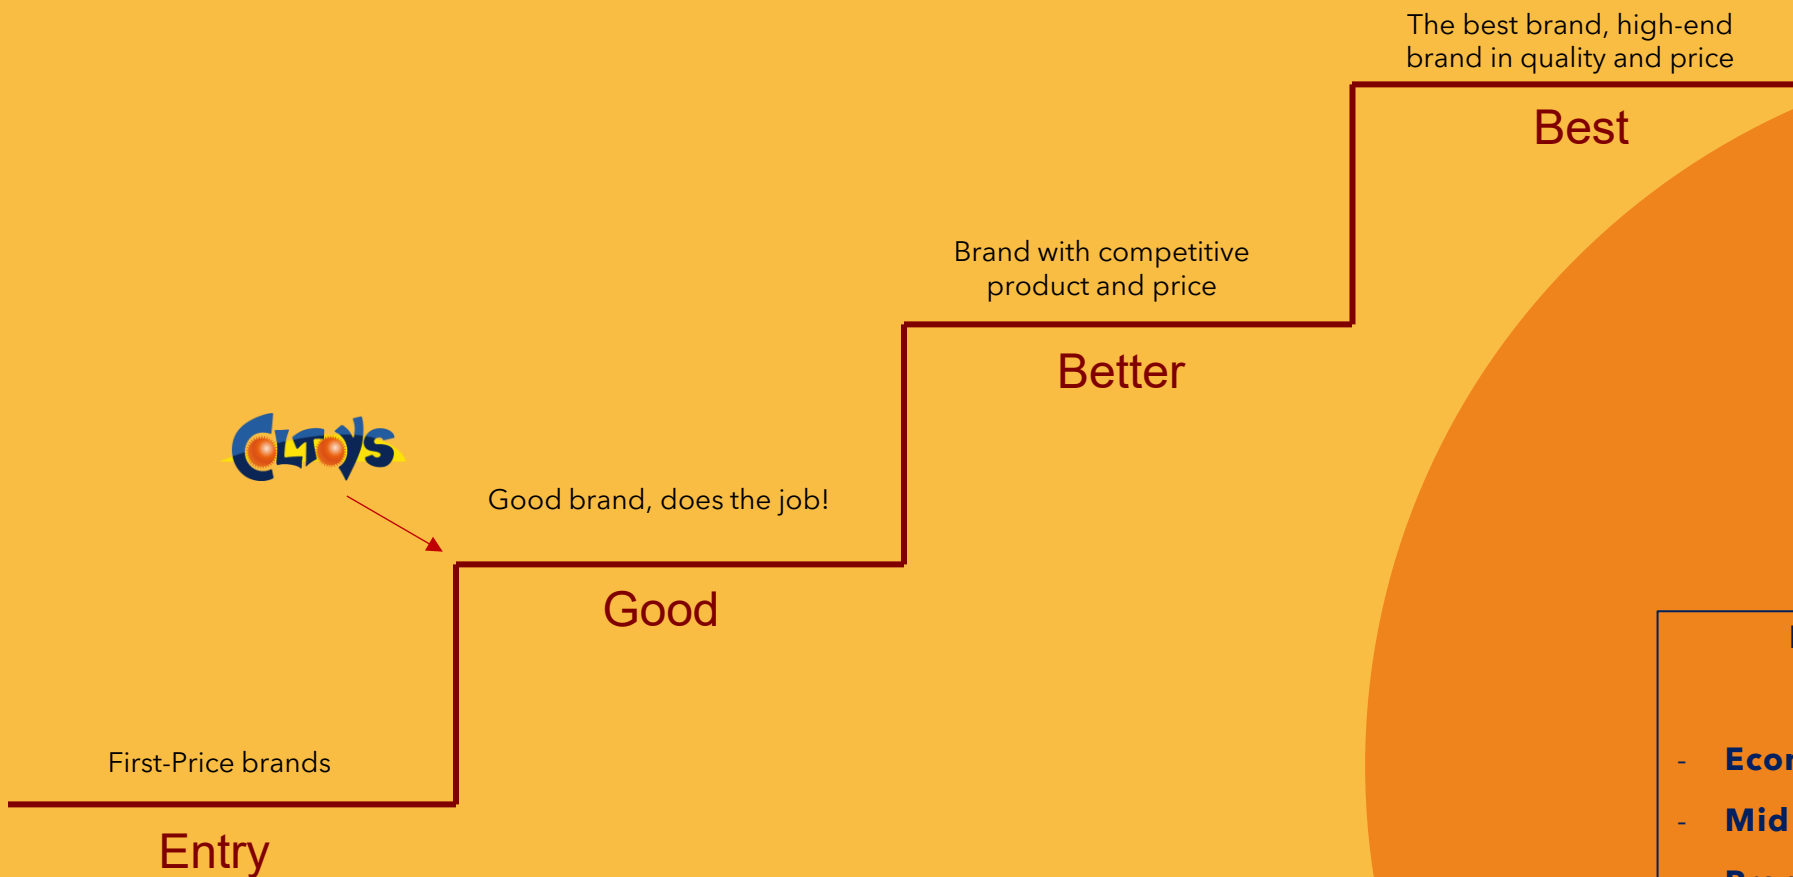 The best brand, high-end
brand in quality and price
Best
Brand with competitive
product and price
Better
COLTOYS
Good brand, does the job!
Good
First-Price brands
Entry
-
- Mid